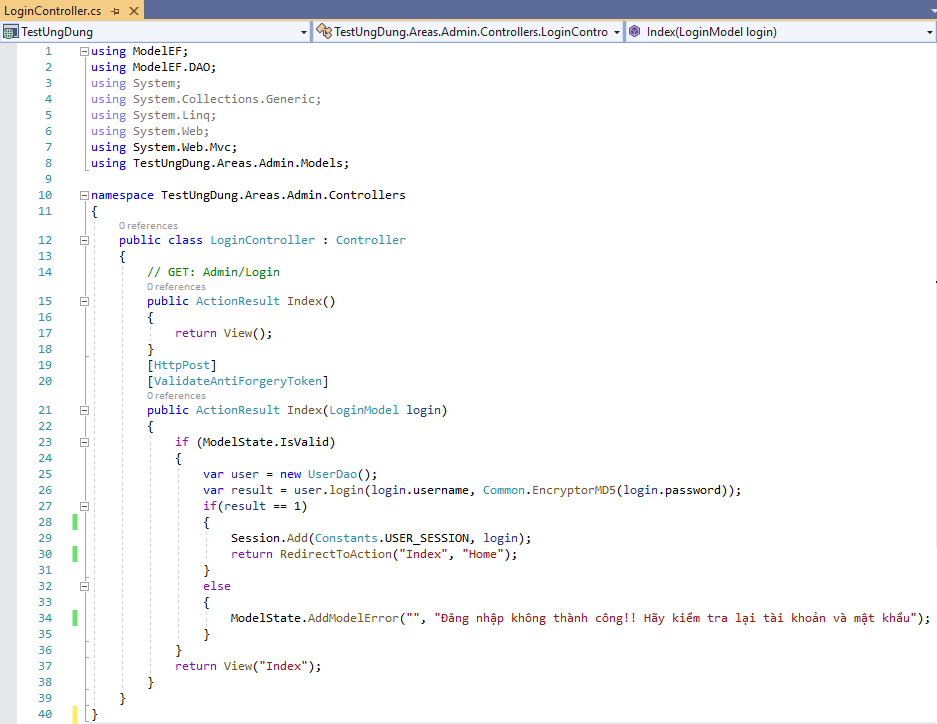 LoginController.cs
TestUngDung TestUngDung.Areas.Admin.Controllers.LoginContro Index(LoginModel login)
1 using ModelEF;
2 using ModelEF.DAO;
3 using System;
4 using System.Collections.Generic;
5 using System.Linq;
6 using System.Web;
7 using System.Web.Mvc;
8 using TestUngDung.Areas.Admin.Models;
9
10 namespace TestUngDung.Areas.Admin.Controllers
11 {
0 references
12 public class LoginController : Controller
13 {
14 // GET: Admin/Login
0 references
15 public ActionResult Index()
16 {
17 return View();
18 }
19 [HttpPost]
20 [ValidateAntiForgeryToken]
0 references
21 public ActionResult Index(LoginModel login)
22 {
23 if (ModelState.IsValid)
24 {
25 var user = new UserDao();
26 var result = user.login(login.username, Common.EncryptorMD5(login.password));
27 if(result == 1)
28 {
29 Session.Add(Constants.USER_SESSION, login);
30 return RedirectToAction("Index", "Home");
31 }
32 else
33 {
34 ModelState.AddModelError("", "Đăng nhập không thành công!! Hãy kiểm tra lại tài khoản và mật khẩu");
35 }
36 }
37 return View("Index");
38 }
39 }
40 }